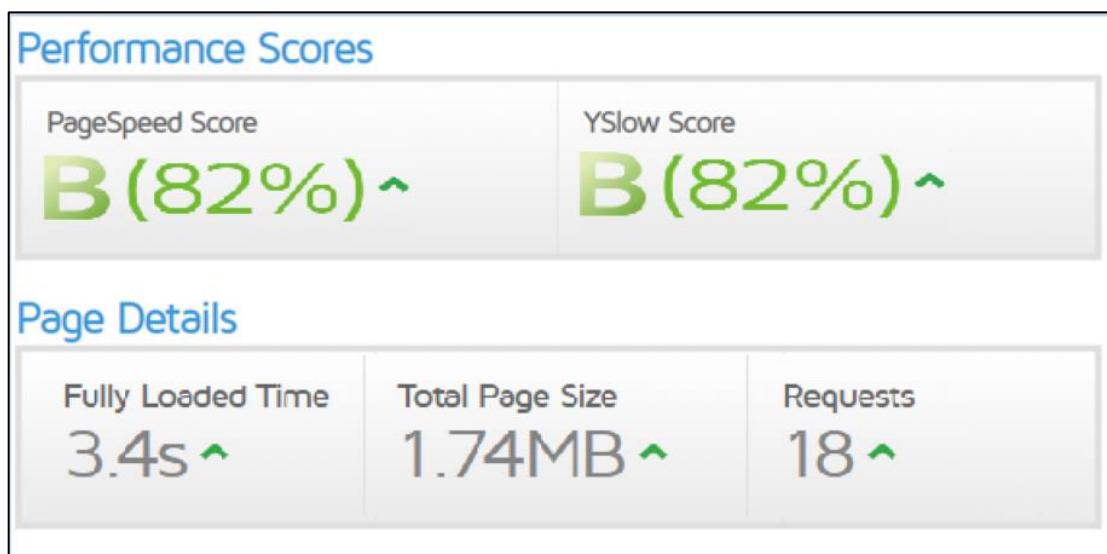 Performance Scores
PageSpeed Score
YSlow Score
B (82%)
B (82%)
Page Details
Fully Loaded Time
Total Page Size
Requests
3.4s
1.74MB
18